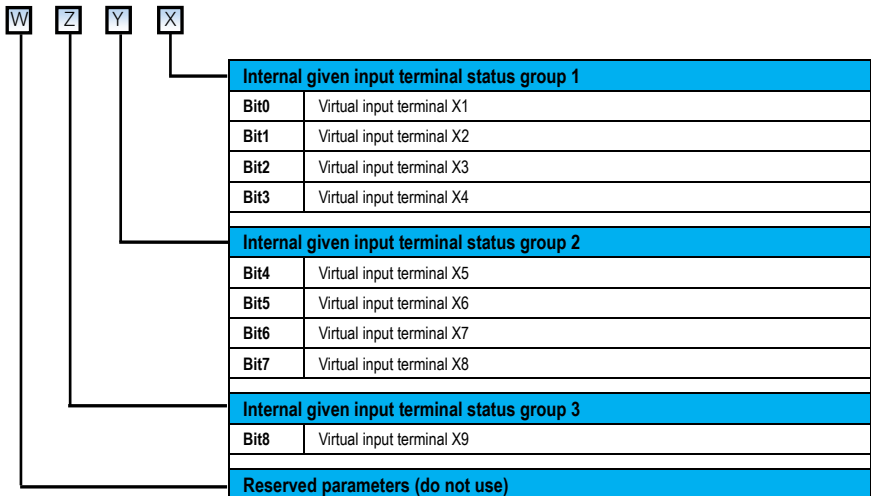 W Z Y X
Internal given input terminal status group 1
Bit0 Virtual input terminal X1
Bit1 Virtual input terminal X2
Bit2 Virtual input terminal X3
Bit3 Virtual input terminal X4
Internal given input terminal status group 2
Bit4 Virtual input terminal X5
Bit5 Virtual input terminal X6
Bit6 Virtual input terminal X7
Bit7 Virtual input terminal X8
Internal given input terminal status group 3
Bit8 Virtual input terminal X9
Reserved parameters (do not use)